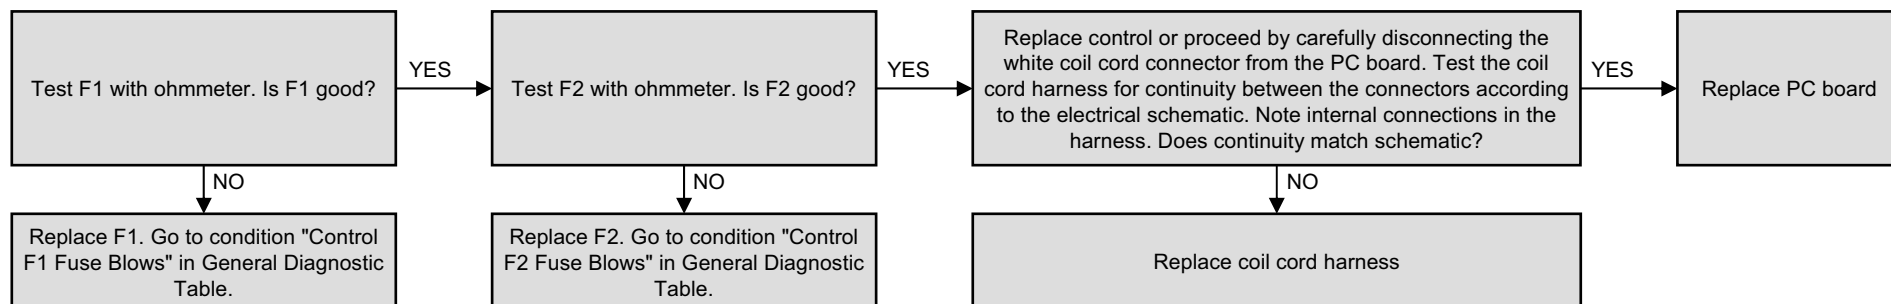 Test F1 with ohmmeter. Is F1 good?
YES
Test F2 with ohmmeter. Is F2 good?
YES
Replace control or proceed by carefully disconnecting the
white coil cord connector from the PC board. Test the coil
cord harness for continuity between the connectors according
to the electrical schematic. Note internal connections in the
harness. Does continuity match schematic?
YES
Replace PC board
NO
NO
NO
Replace F1. Go to condition "Control
F1 Fuse Blows" in General Diagnostic
Table.
Replace F2. Go to condition "Control
F2 Fuse Blows" in General Diagnostic
Table.
Replace coil cord harness